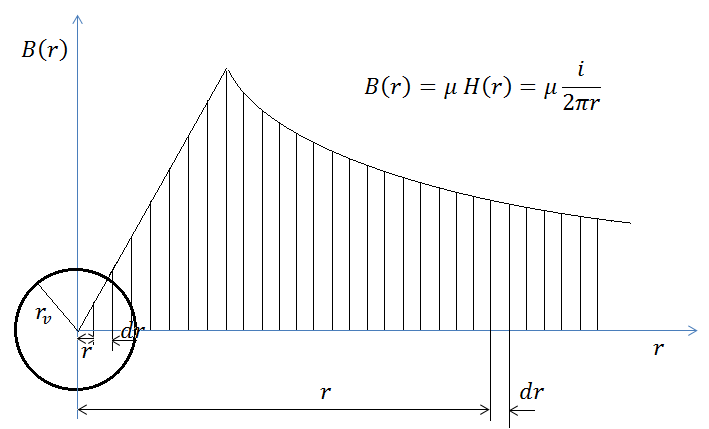 B(r)
B(r) = μ H(r) = μ i/2πr
r_v
dr
r
r
r
dr